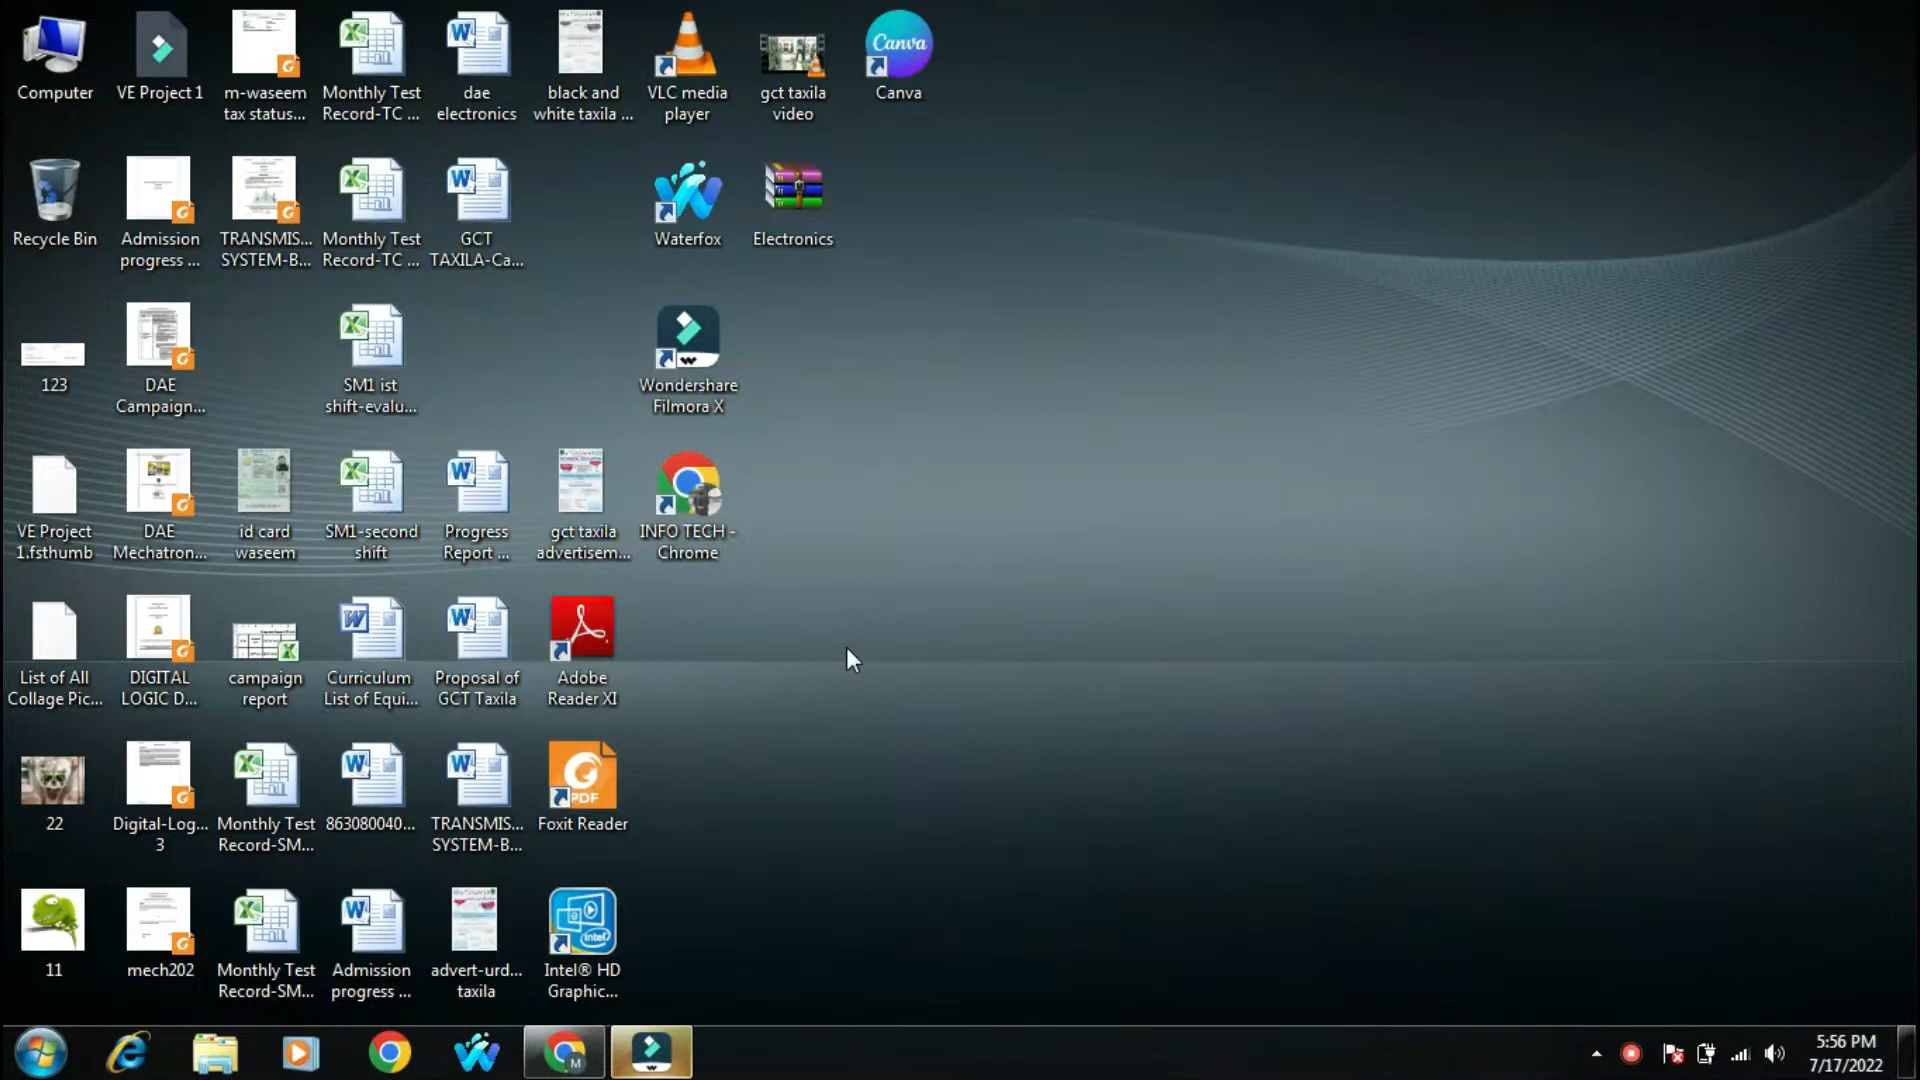 Computer
VE Project 1
m-waseem
tax status...
Monthly Test
Record-TC ...
dae
electronics
black and
white taxila ...
VLC media
player
gct taxila
video
Canva
Canva
Recycle Bin
Admission
progress ...
TRANSMIS...
SYSTEM-B...
Monthly Test
Record-TC ...
GCT
TAXILA-Ca...
Waterfox
Electronics
123
DAE
Campaign...
SM1 ist
shift-evalu...
Wondershare
Filmora X
VE Project
1.fsthumb
DAE
Mechatron...
id card
waseem
SM1-second
shift
Progress
Report ...
gct taxila
advertisem...
INFO TECH -
Chrome
List of All
Collage Pic...
DIGITAL
LOGIC D...
campaign
report
Curriculum
List of Equi...
Proposal of
GCT Taxila
Adobe
Reader XI
22
Digital-Log...
3
Monthly Test
Record-SM...
863080040...
TRANSMIS...
SYSTEM-B...
PDF
Foxit Reader
11
mech202
Monthly Test
Record-SM...
Admission
progress ...
advert-urd...
taxila
intel
Intel® HD
Graphic...
M
5:56 PM
7/17/2022